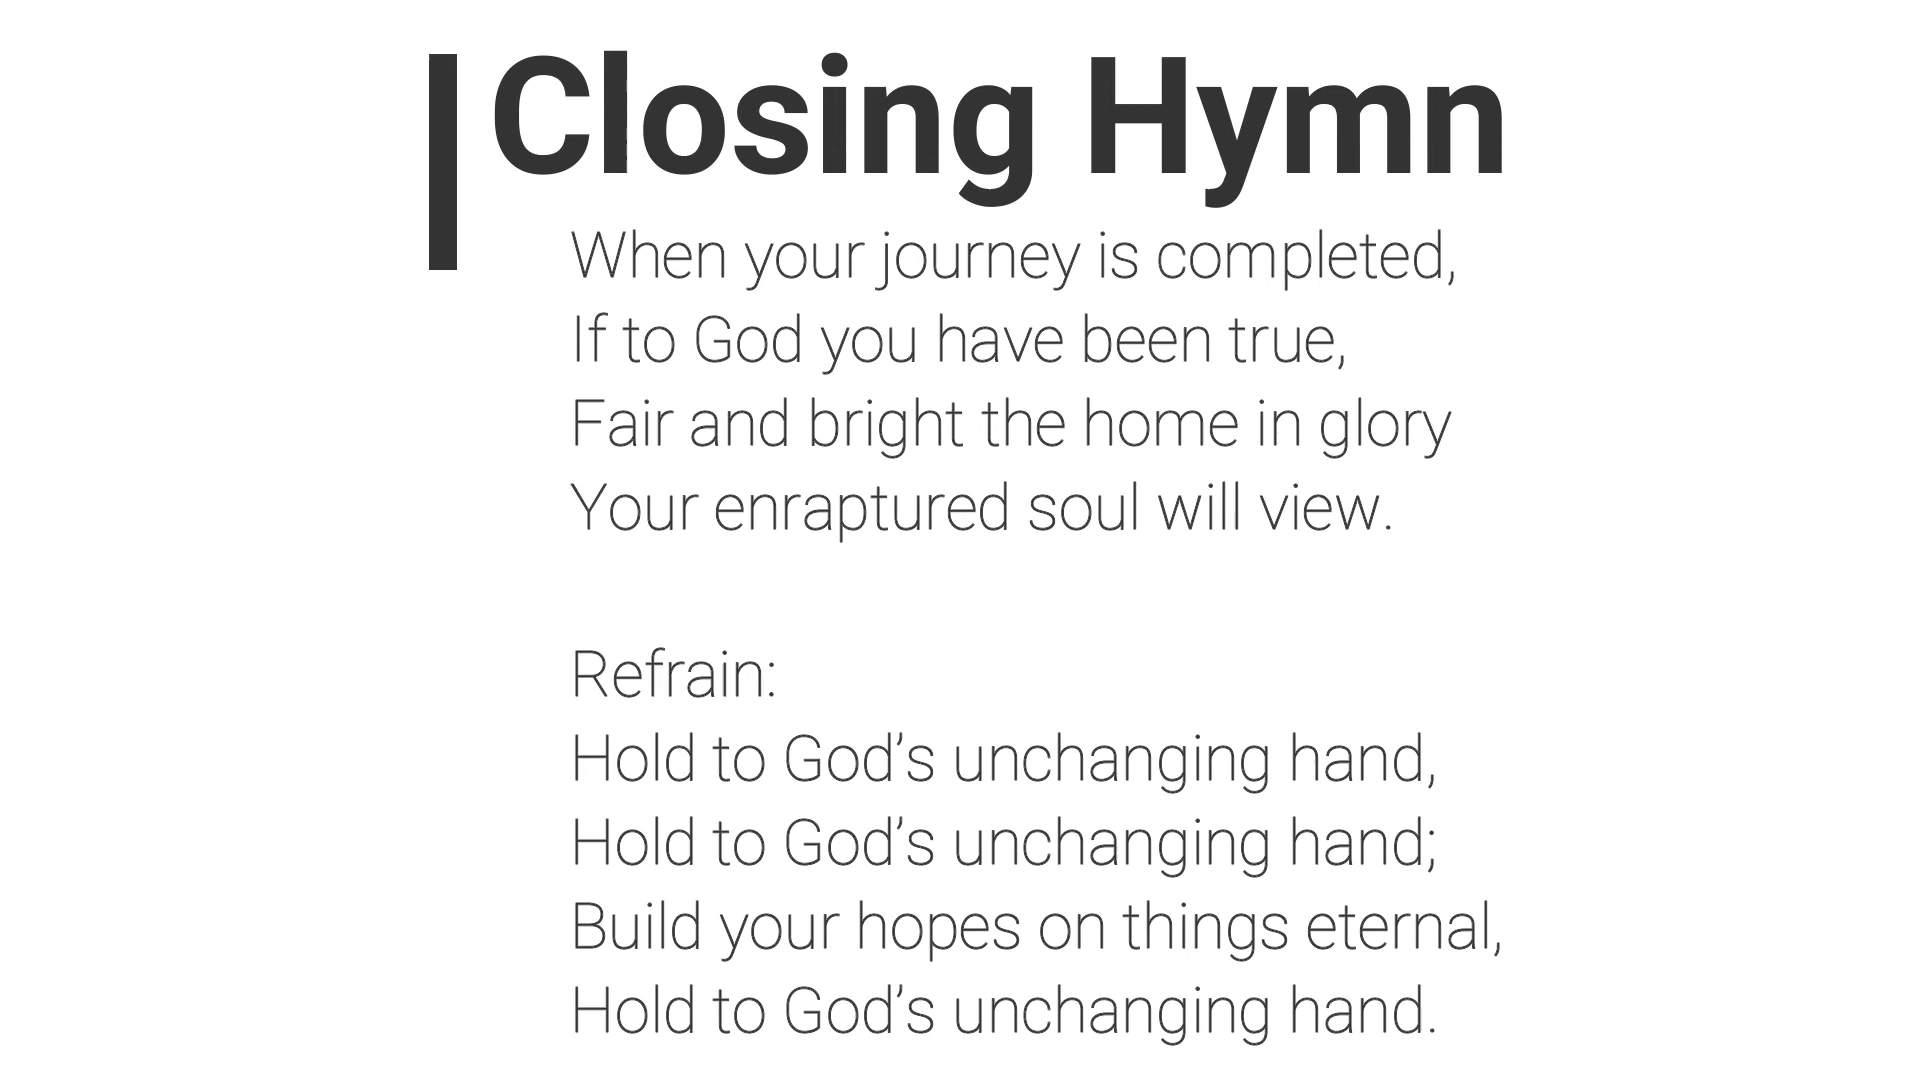 Closing Hymn
When your journey is completed,
If to God you have been true,
Fair and bright the home in glory
Your enraptured soul will view.
Refrain:
Hold to God’s unchanging hand,
Hold to God’s unchanging hand;
Build your hopes on things eternal,
Hold to God’s unchanging hand.